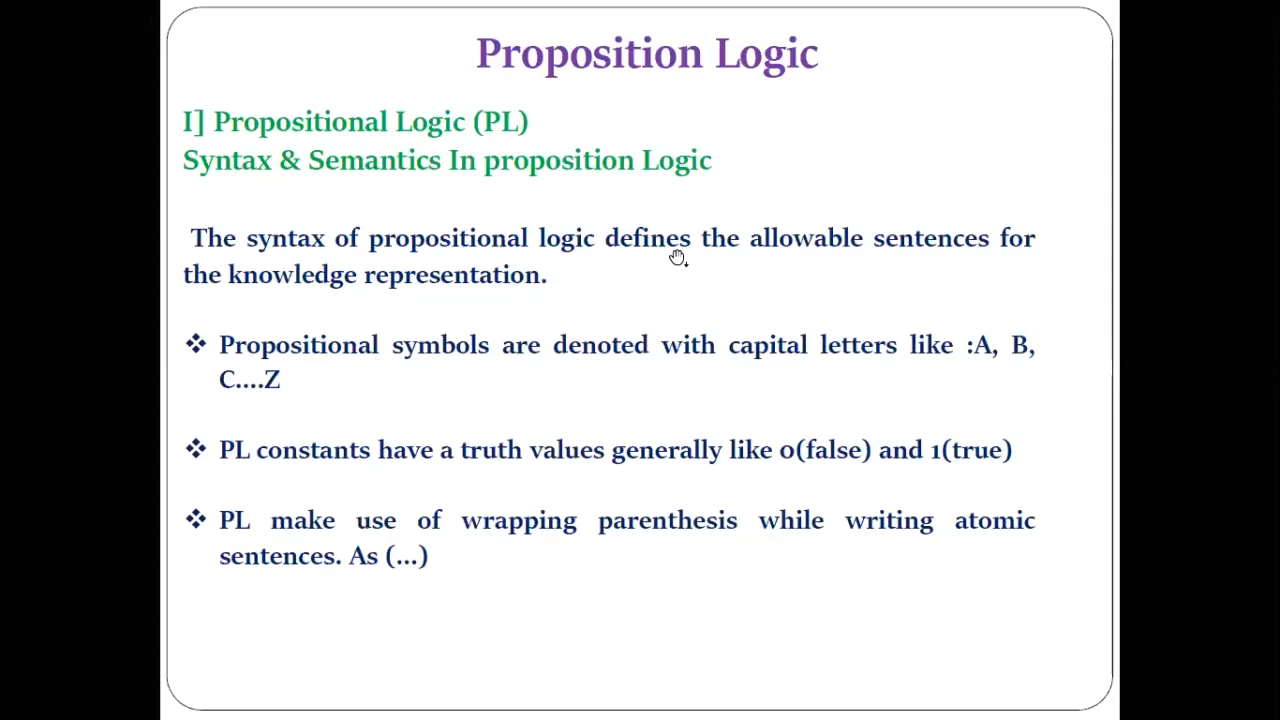 Proposition Logic
I] Propositional Logic (PL)
Syntax & Semantics In proposition Logic
The syntax of propositional logic defines the allowable sentences for
the knowledge representation.
❖ Propositional symbols are denoted with capital letters like :A, B,
C....Z
❖ PL constants have a truth values generally like 0(false) and 1(true)
❖ PL make use of wrapping parenthesis while writing atomic
sentences. As (...)